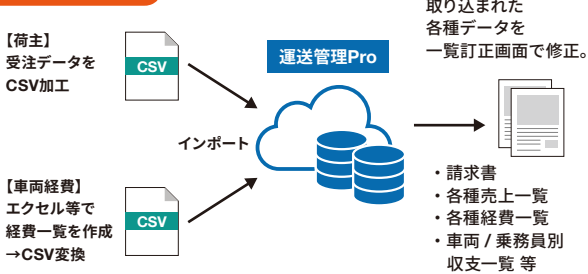 【荷主】
受注データを
CSV加工
CSV
【車両経費】
エクセル等で
経費一覧を作成
→CSV変換
CSV
インポート
運送管理Pro
取り込まれた
各種データを
一覧訂正画面で修正。
・請求書
・各種売上一覧
・各種経費一覧
・車両 / 乗務員別
収支一覧 等